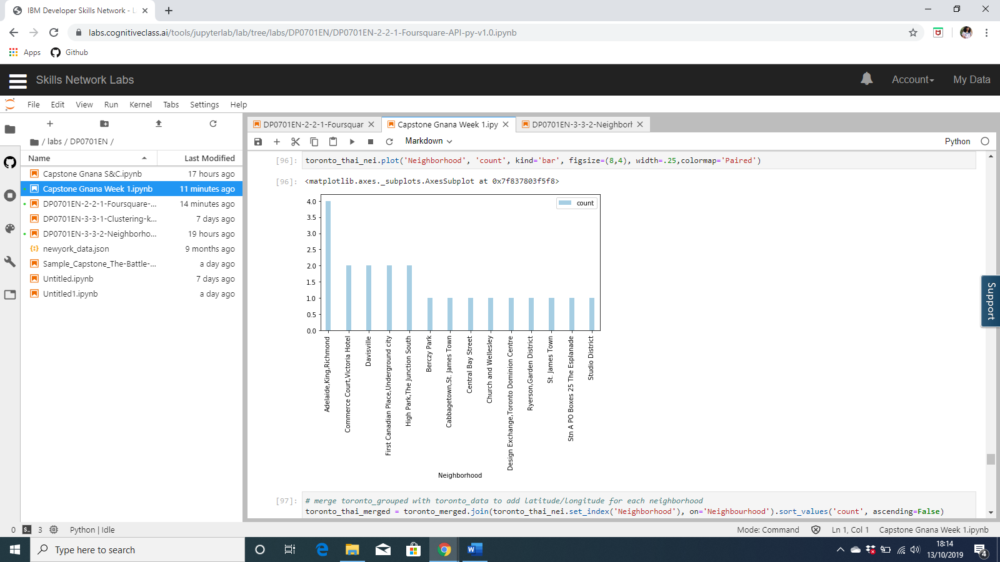 IBM Developer Skills Network - L
labs.cognitiveclass.ai/tools/jupyterlab/lab/tree/labs/DP0701EN/DP0701EN-2-2-1-Foursquare-API-py-v1.0.ipynb
Apps Github
Skills Network Labs Account My Data
File Edit View Run Kernel Tabs Settings Help
/ labs / DP0701EN /
Name Last Modified
Capstone Gnana S&C.ipynb 17 hours ago
Capstone Gnana Week 1.ipynb 11 minutes ago
DP0701EN-2-2-1-Foursquare-... 14 minutes ago
DP0701EN-3-3-1-Clustering-k... 7 days ago
DP0701EN-3-3-2-Neighborho... 19 hours ago
newyork_data.json 9 months ago
Sample_Capstone_The-Battle-... a day ago
Untitled.ipynb 7 days ago
Untitled1.ipynb a day ago
DP0701EN-2-2-1-Foursquar Capstone Gnana Week 1.ipy DP0701EN-3-3-2-Neighborh
Markdown Python
[96]: toronto_thai_nei.plot('Neighborhood', 'count', kind='bar', figsize=(8,4), width=.25,colormap='Paired')
[96]: <matplotlib.axes._subplots.AxesSubplot at 0x7f837803f5f8>
count
4.0
3.5
3.0
2.5
2.0
1.5
1.0
0.5
0.0
Adelaide,King,Richmond
Commerce Court,Victoria Hotel
Davisville
First Canadian Place,Underground city
High Park,The Junction South
Berczy Park
Cabbagetown,St. James Town
Central Bay Street
Church and Wellesley
Design Exchange,Toronto Dominion Centre
Ryerson,Garden District
St. James Town
Stn A PO Boxes 25 The Esplanade
Studio District
Neighborhood
[97]: # merge toronto_grouped with toronto_data to add latitude/longitude for each neighborhood
toronto_thai_merged = toronto_merged.join(toronto_thai_nei.set_index('Neighborhood'), on='Neighbourhood').sort_values('count', ascending=False)
Support
0 3 Python | Idle Mode: Command Ln 1, Col 1 Capstone Gnana Week 1.ipynb
Type here to search
18:14
13/10/2019
4